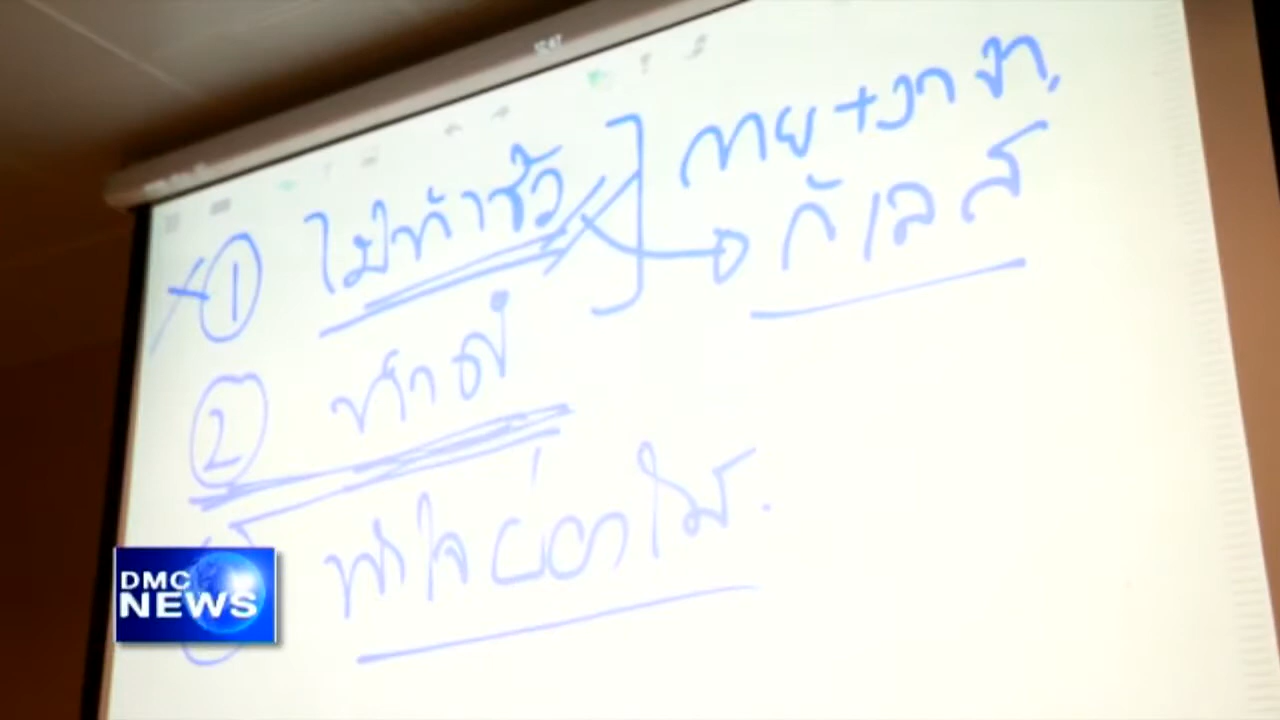 ① ไม่ทำชั่ว
กาย + วาจา
กิเลส
② ทำดี
ทำใจผ่องใส
DMC
NEWS